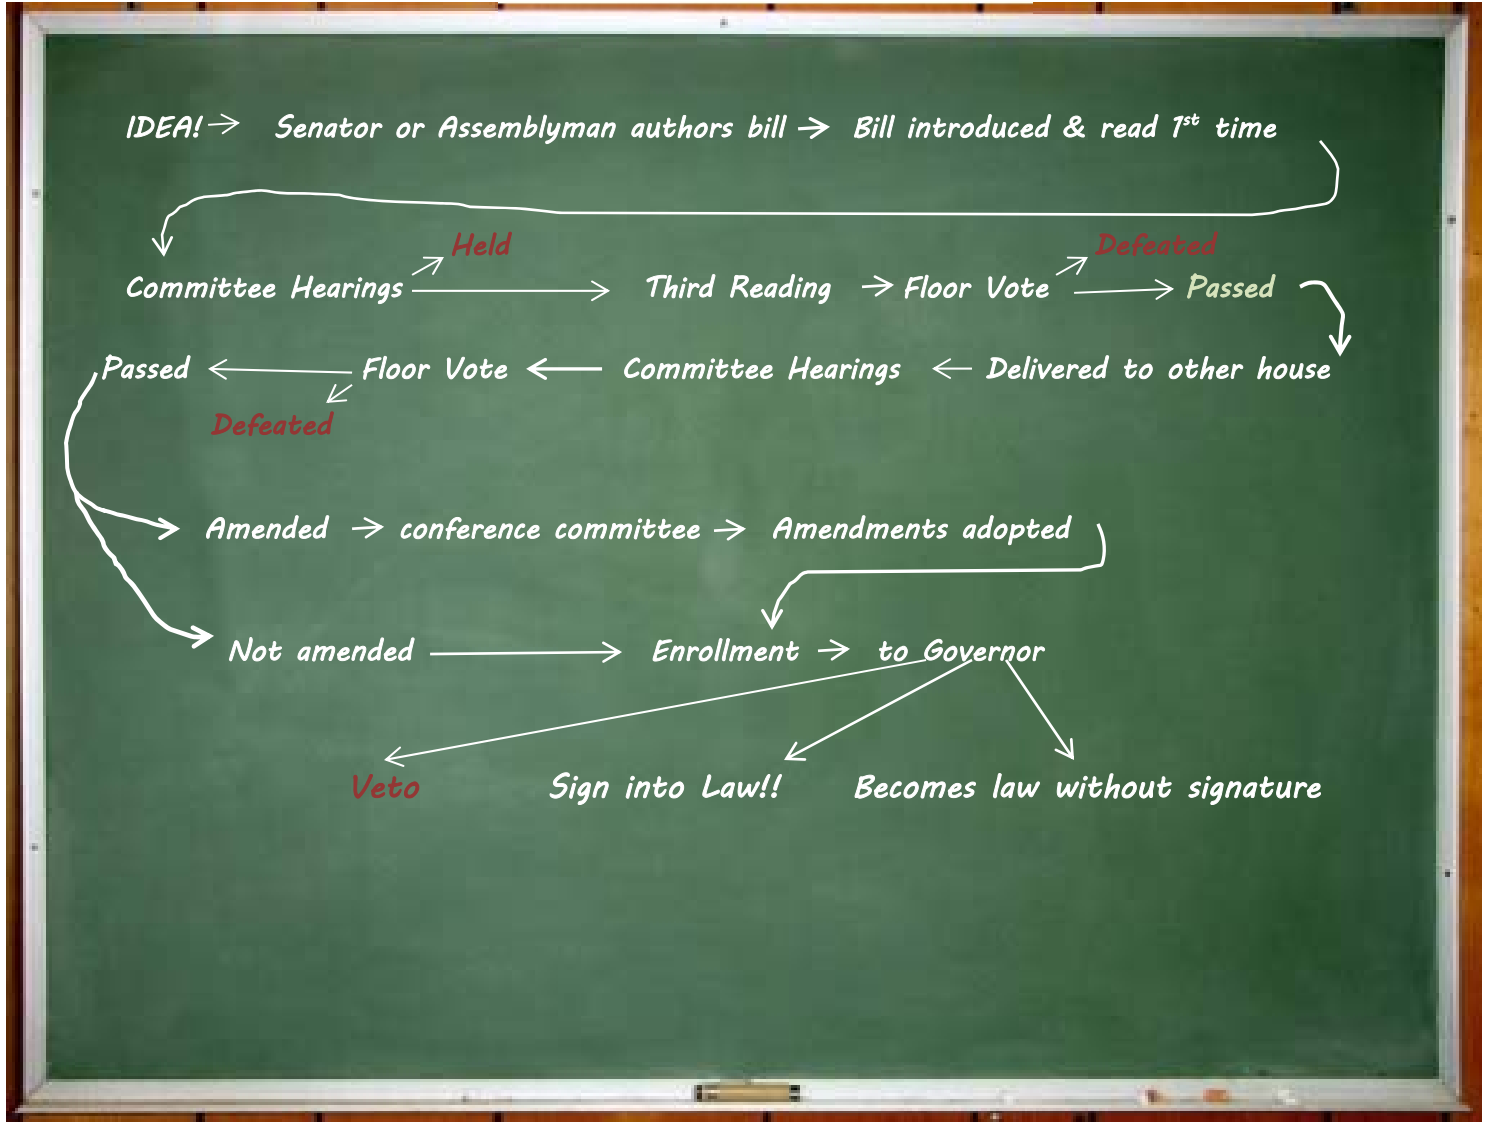 IDEA! Senator or Assemblyman authors bill Bill introduced & read 1st time
Held Defeated
Committee Hearings Third Reading Floor Vote Passed
Passed Floor Vote Committee Hearings Delivered to other house
Defeated
Amended conference committee Amendments adopted
Not amended Enrollment to Governor
Veto Sign into Law!! Becomes law without signature